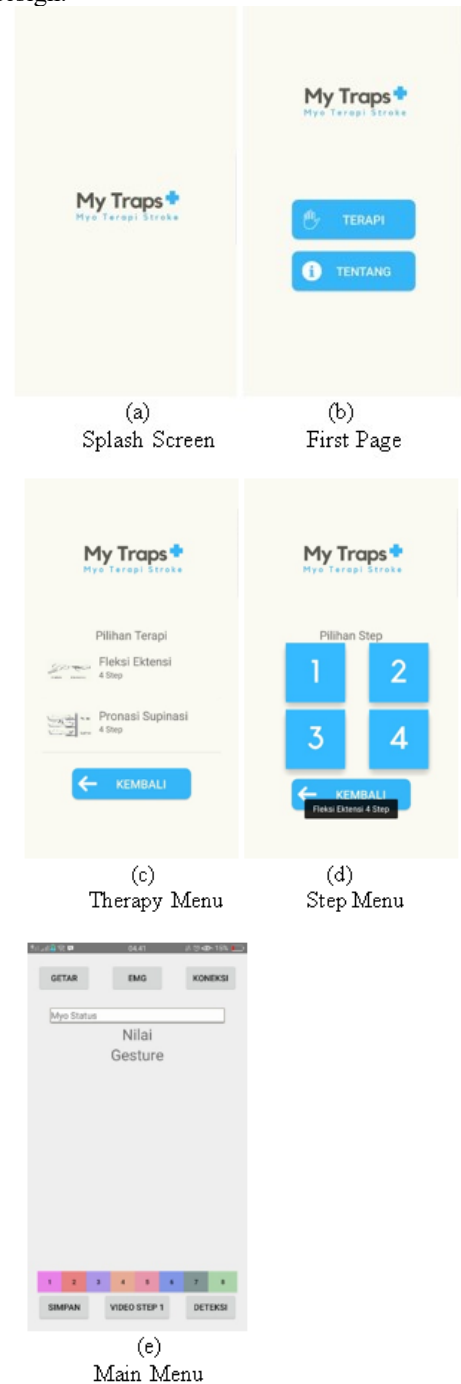 My Traps
Myo Terapi Stroke
(a)
Splash Screen
My Traps
Myo Terapi Stroke
TERAPI
TENTANG
(b)
First Page
My Traps
Myo Terapi Stroke
Pilihan Terapi
Fleksi Ektensi
4 Step
Pronasi Supinasi
4 Step
KEMBALI
(c)
Therapy Menu
My Traps
Myo Terapi Stroke
Pilihan Step
1 2
3 4
KEMBALI
Fleksi Ektensi 4 Step
(d)
Step Menu
04.41
16%
GETAR EMG KONEKSI
Myo Status
Nilai
Gesture
1 2 3 4 5 6 7 8
SIMPAN VIDEO STEP 1 DETEKSI
(e)
Main Menu